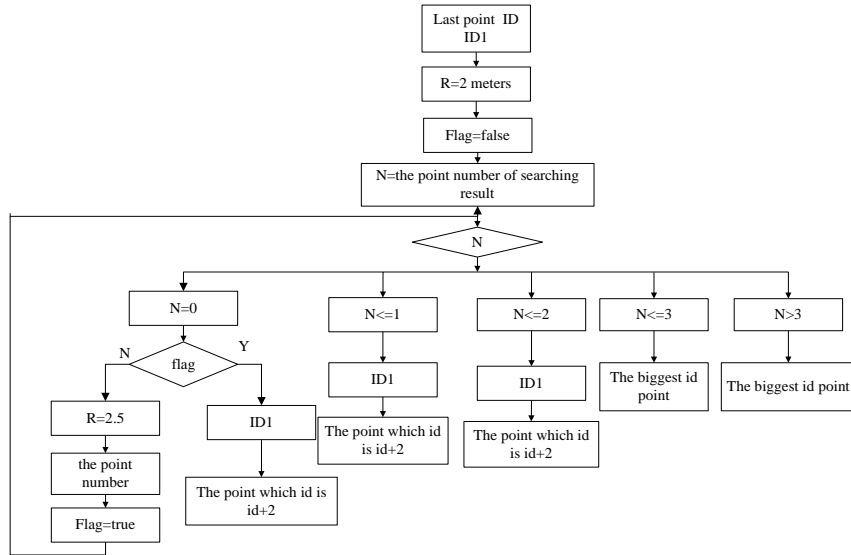 Last point ID
ID1
R=2 meters
Flag=false
N=the point number of searching
result
N
N=0
N<=1
N<=2
N<=3
N>3
N
flag
Y
ID1
ID1
The biggest id
point
The biggest id point
R=2.5
ID1
The point which id
is id+2
The point which id
is id+2
the point
number
The point which id is
id+2
Flag=true